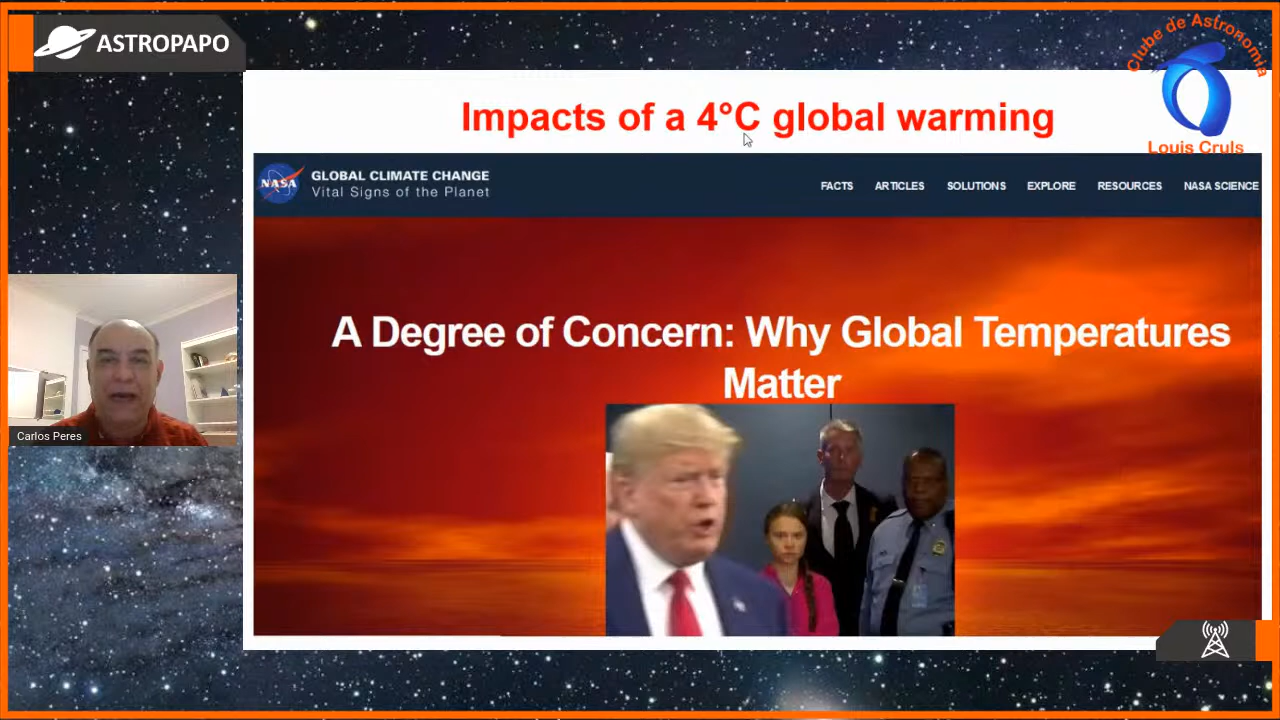 ASTROPAPO
Clube de Astronomia
Louis Cruls
Impacts of a 4°C global warming
NASA
GLOBAL CLIMATE CHANGE
Vital Signs of the Planet
FACTS ARTICLES SOLUTIONS EXPLORE RESOURCES NASA SCIENCE
A Degree of Concern: Why Global Temperatures
Matter
Carlos Peres